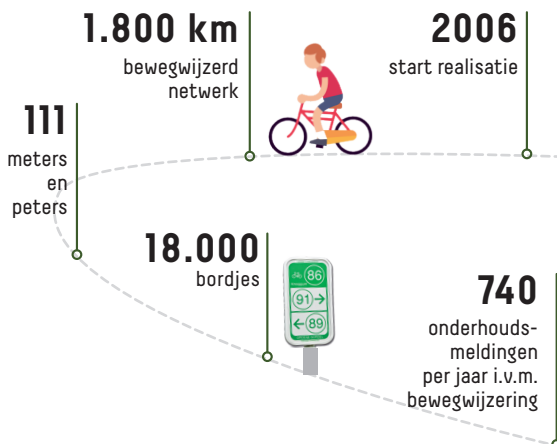 1.800 km
bewegwijzerd
netwerk
2006
start realisatie
111
meters
en
peters
18.000
bordjes
86
91→
←89
740
onderhouds-
meldingen
per jaar i.v.m.
bewegwijzering